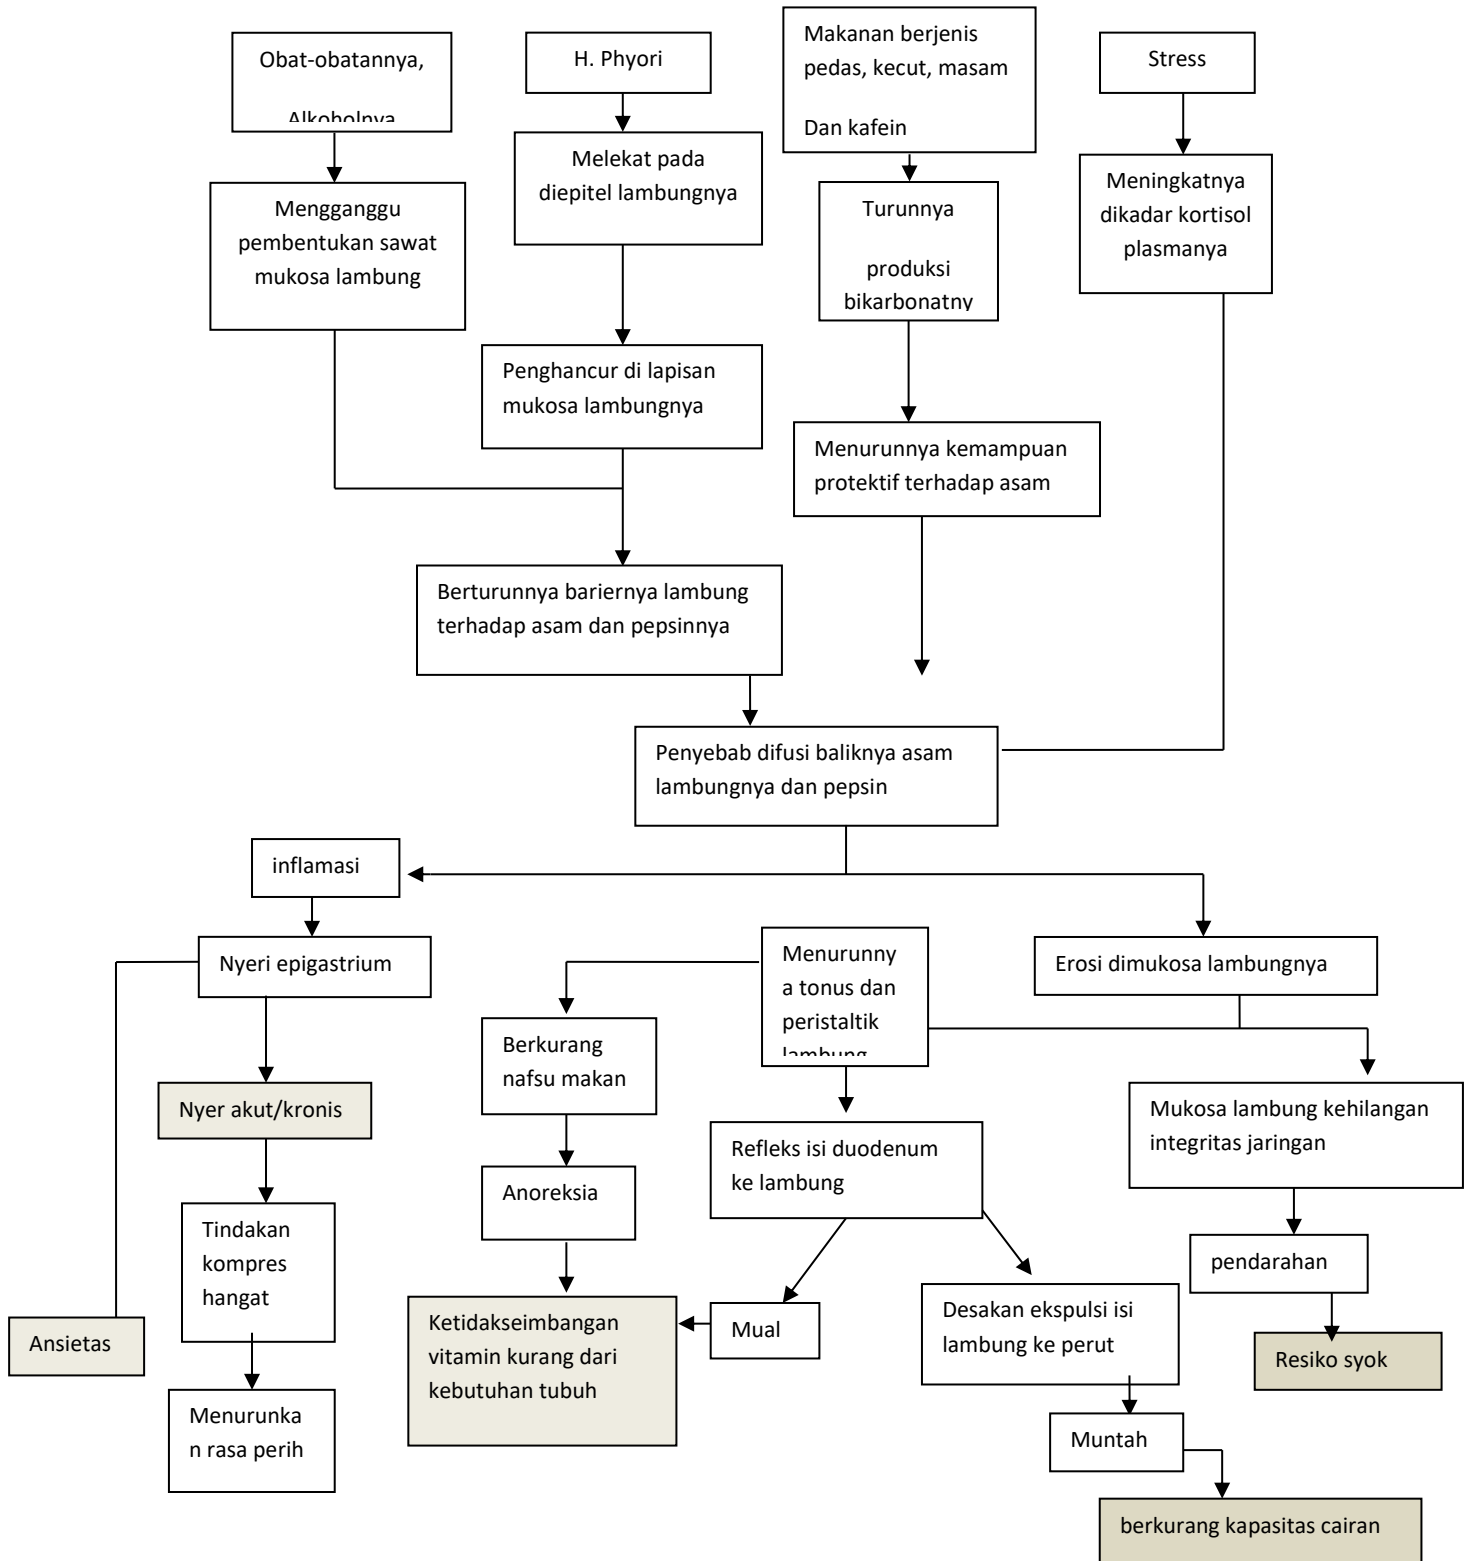 Obat-obatannya,
Alkoholnya
H. Phyori
Makanan berjenis
pedas, kecut, masam
Dan kafein
Stress
Mengganggu
pembentukan sawat
mukosa lambung
Melekat pada
diepitel lambungnya
Turunnya
produksi
bikarbonatny
Meningkatnya
dikadar kortisol
plasmanya
Penghancur di lapisan
mukosa lambungnya
Menurunnya kemampuan
protektif terhadap asam
Berturunnya bariernya lambung
terhadap asam dan pepsinnya
Penyebab difusi baliknya asam
lambungnya dan pepsin
inflamasi
Nyeri epigastrium
Menurunny
a tonus dan
peristaltik
lambung
Erosi dimukosa lambungnya
Berkurang
nafsu makan
Nyer akut/kronis
Mukosa lambung kehilangan
integritas jaringan
Refleks isi duodenum
ke lambung
Anoreksia
Tindakan
kompres
hangat
pendarahan
Ansietas
Ketidakseimbangan
vitamin kurang dari
kebutuhan tubuh
Mual
Desakan ekspulsi isi
lambung ke perut
Resiko syok
Menurunka
n rasa perih
Muntah
berkurang kapasitas cairan